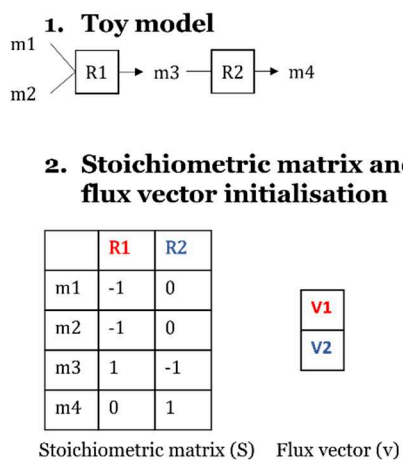 1. Toy model
m1
R1 m3 R2 m4
m2
2. Stoichiometric matrix an
flux vector initialisation
R1 R2
m1 -1 0
m2 -1 0
m3 1 -1
m4 0 1
V1
V2
Stoichiometric matrix (S) Flux vector (v)